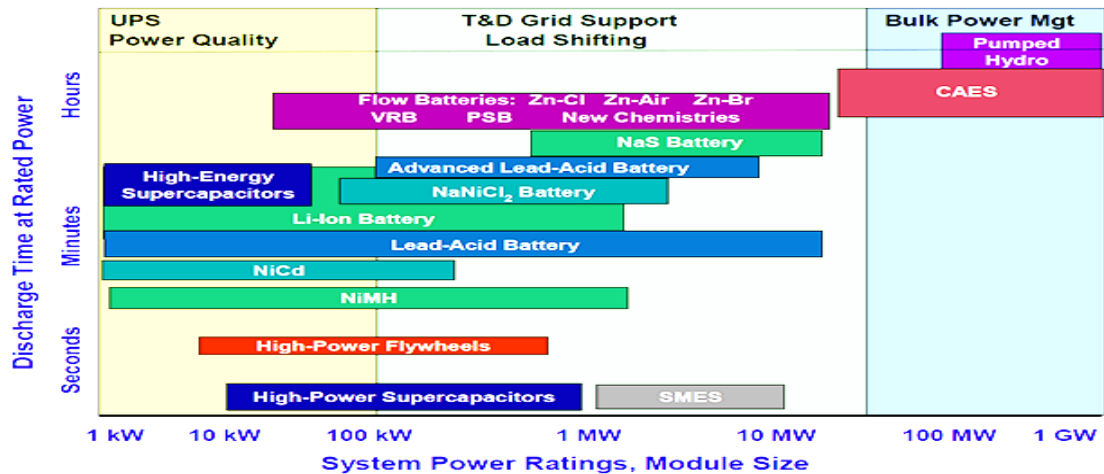 UPS
Power Quality
T&D Grid Support
Load Shifting
Bulk Power Mgt
Pumped
Hydro
CAES
Flow Batteries: Zn-Cl Zn-Air Zn-Br
VRB PSB New Chemistries
NaS Battery
Advanced Lead-Acid Battery
High-Energy
Supercapacitors
NaNiCl₂ Battery
Li-Ion Battery
Lead-Acid Battery
NiCd
NiMH
High-Power Flywheels
High-Power Supercapacitors
SMES
Discharge Time at Rated Power
Hours
Minutes
Seconds
1 kW 10 kW 100 kW 1 MW 10 MW 100 MW 1 GW
System Power Ratings, Module Size